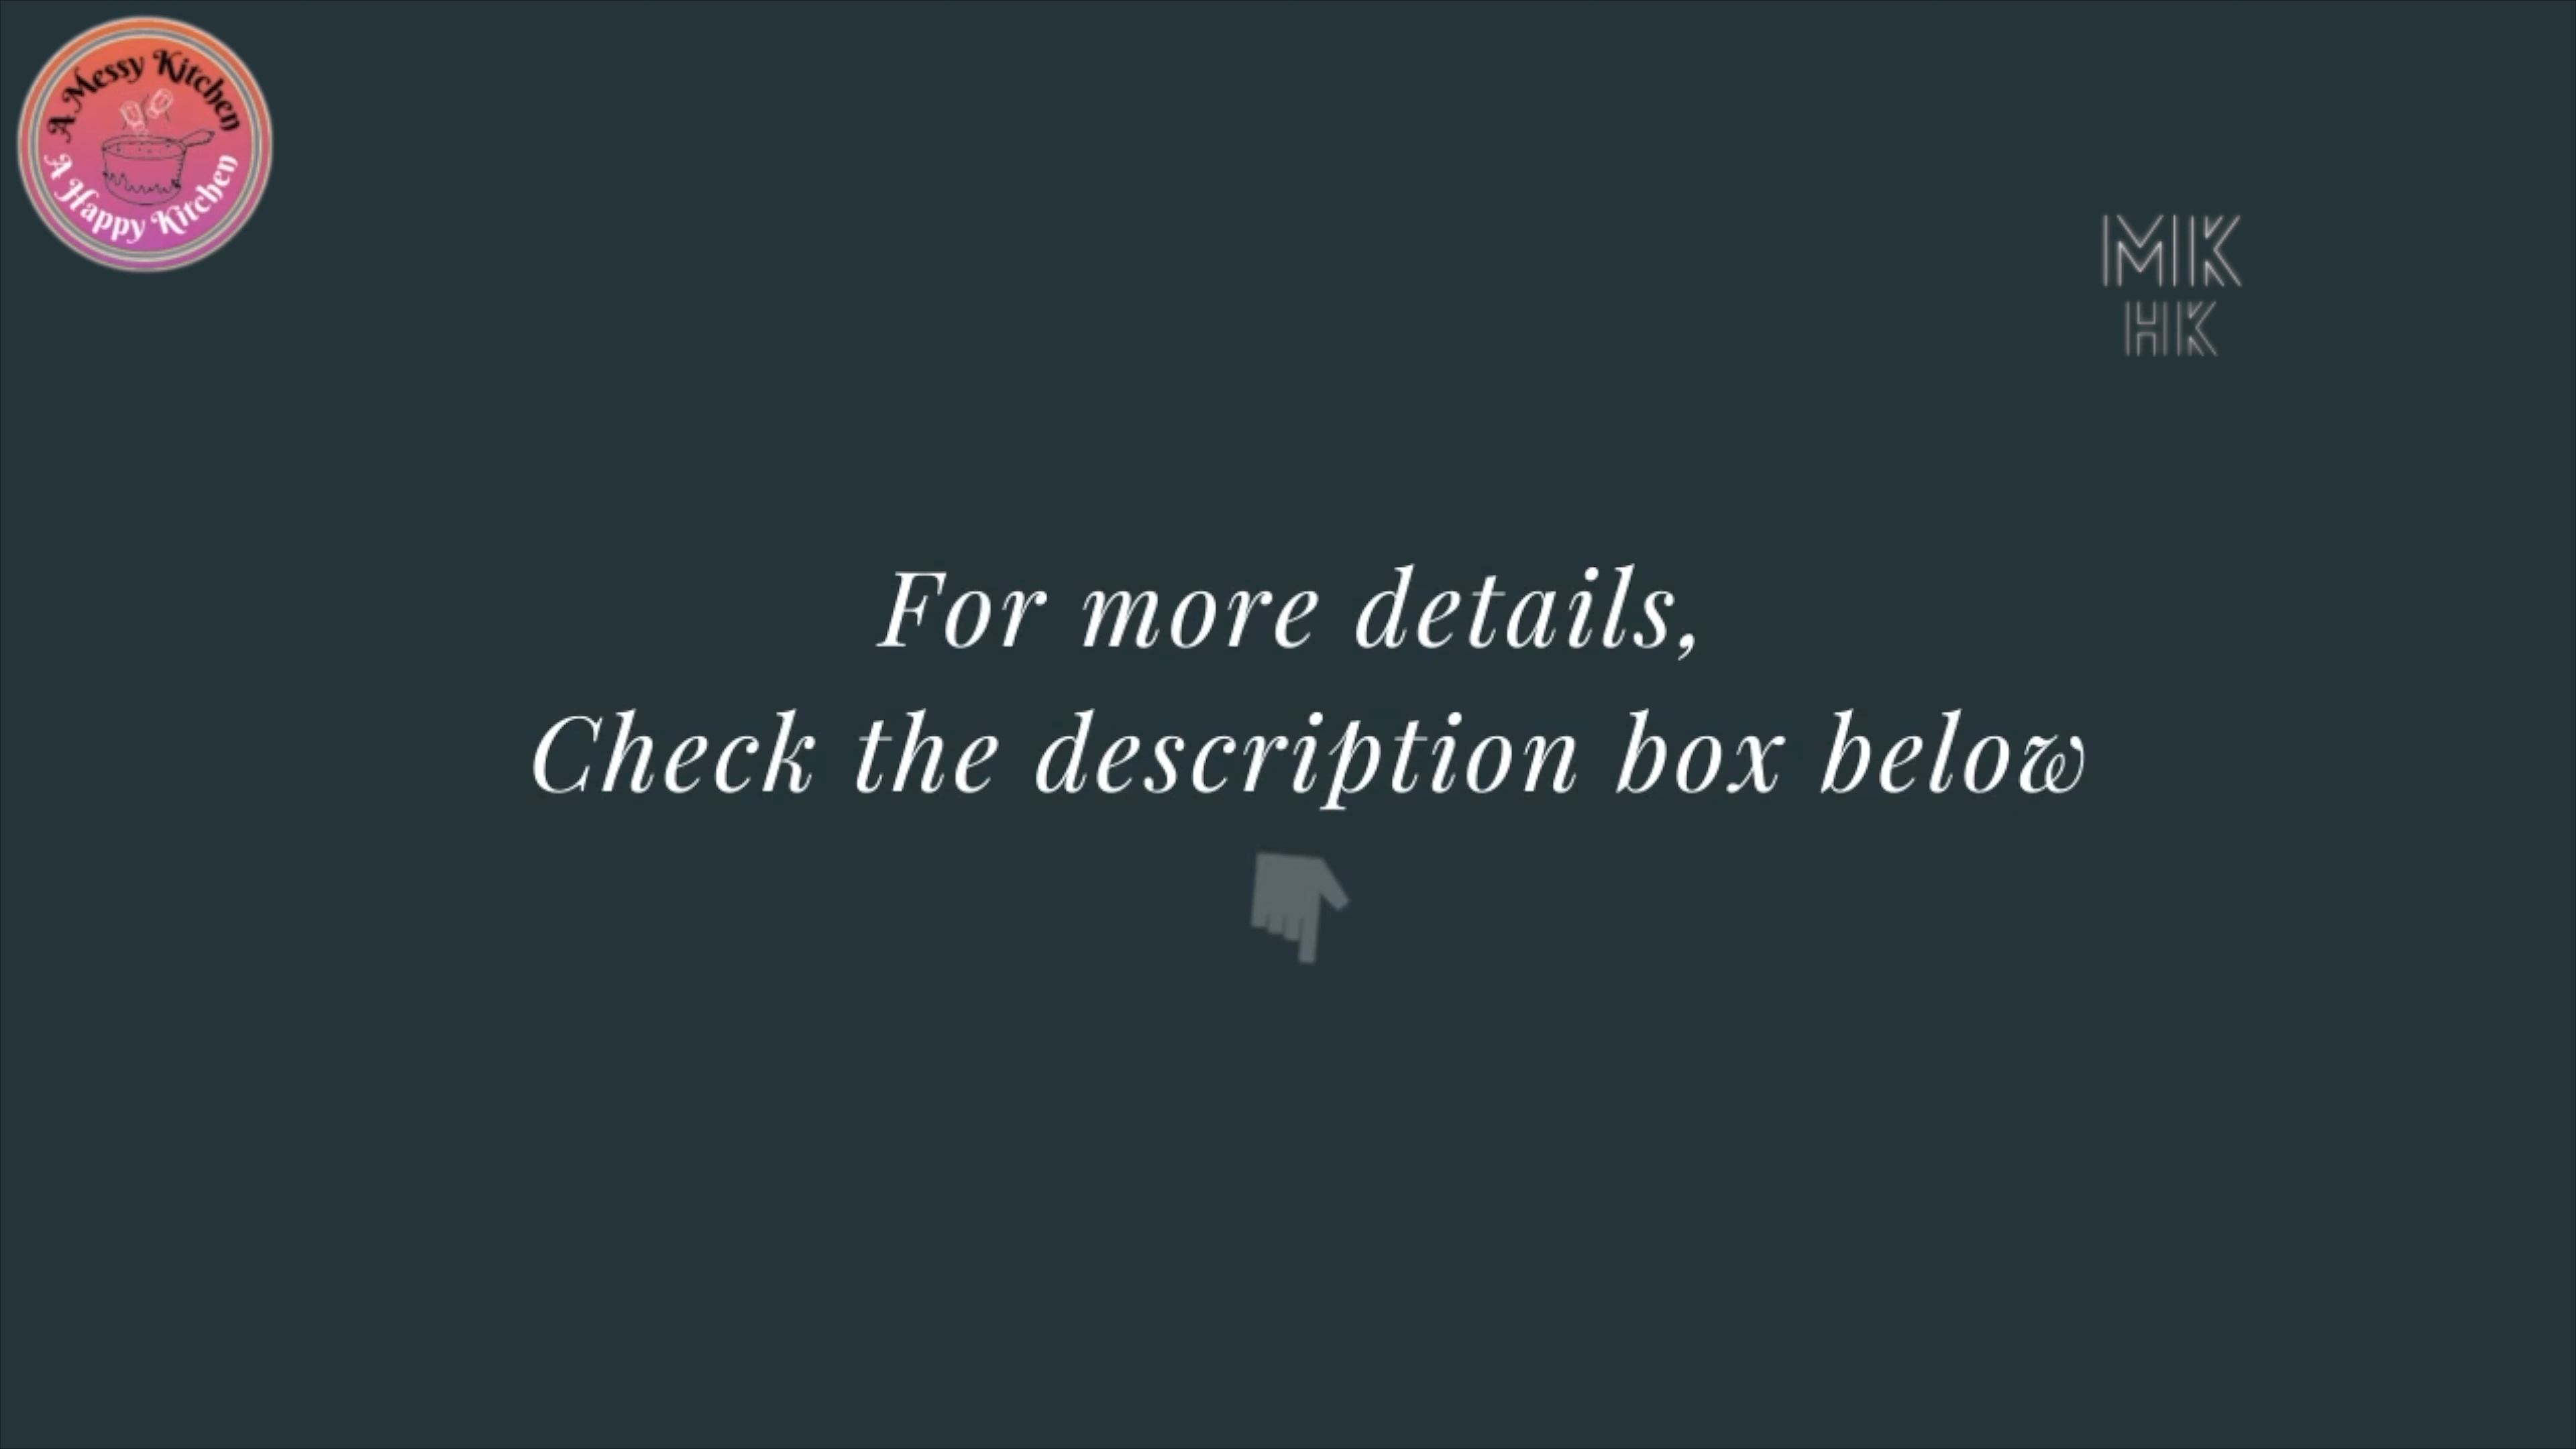 A Messy Kitchen
A Happy Kitchen
MK
HK
For more details,
Check the description box below